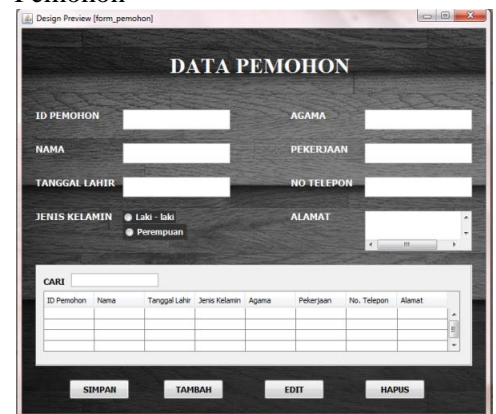 Pemohon
Design Preview [form_pemohon]
DATA PEMOHON
ID PEMOHON
AGAMA
NAMA
PEKERJAAN
TANGGAL LAHIR
NO TELEPON
JENIS KELAMIN Laki - laki
Perempuan
ALAMAT
CARI
ID Pemohon Nama Tanggal Lahir Jenis Kelamin Agama Pekerjaan No. Telepon Alamat
SIMPAN TAMBAH EDIT HAPUS